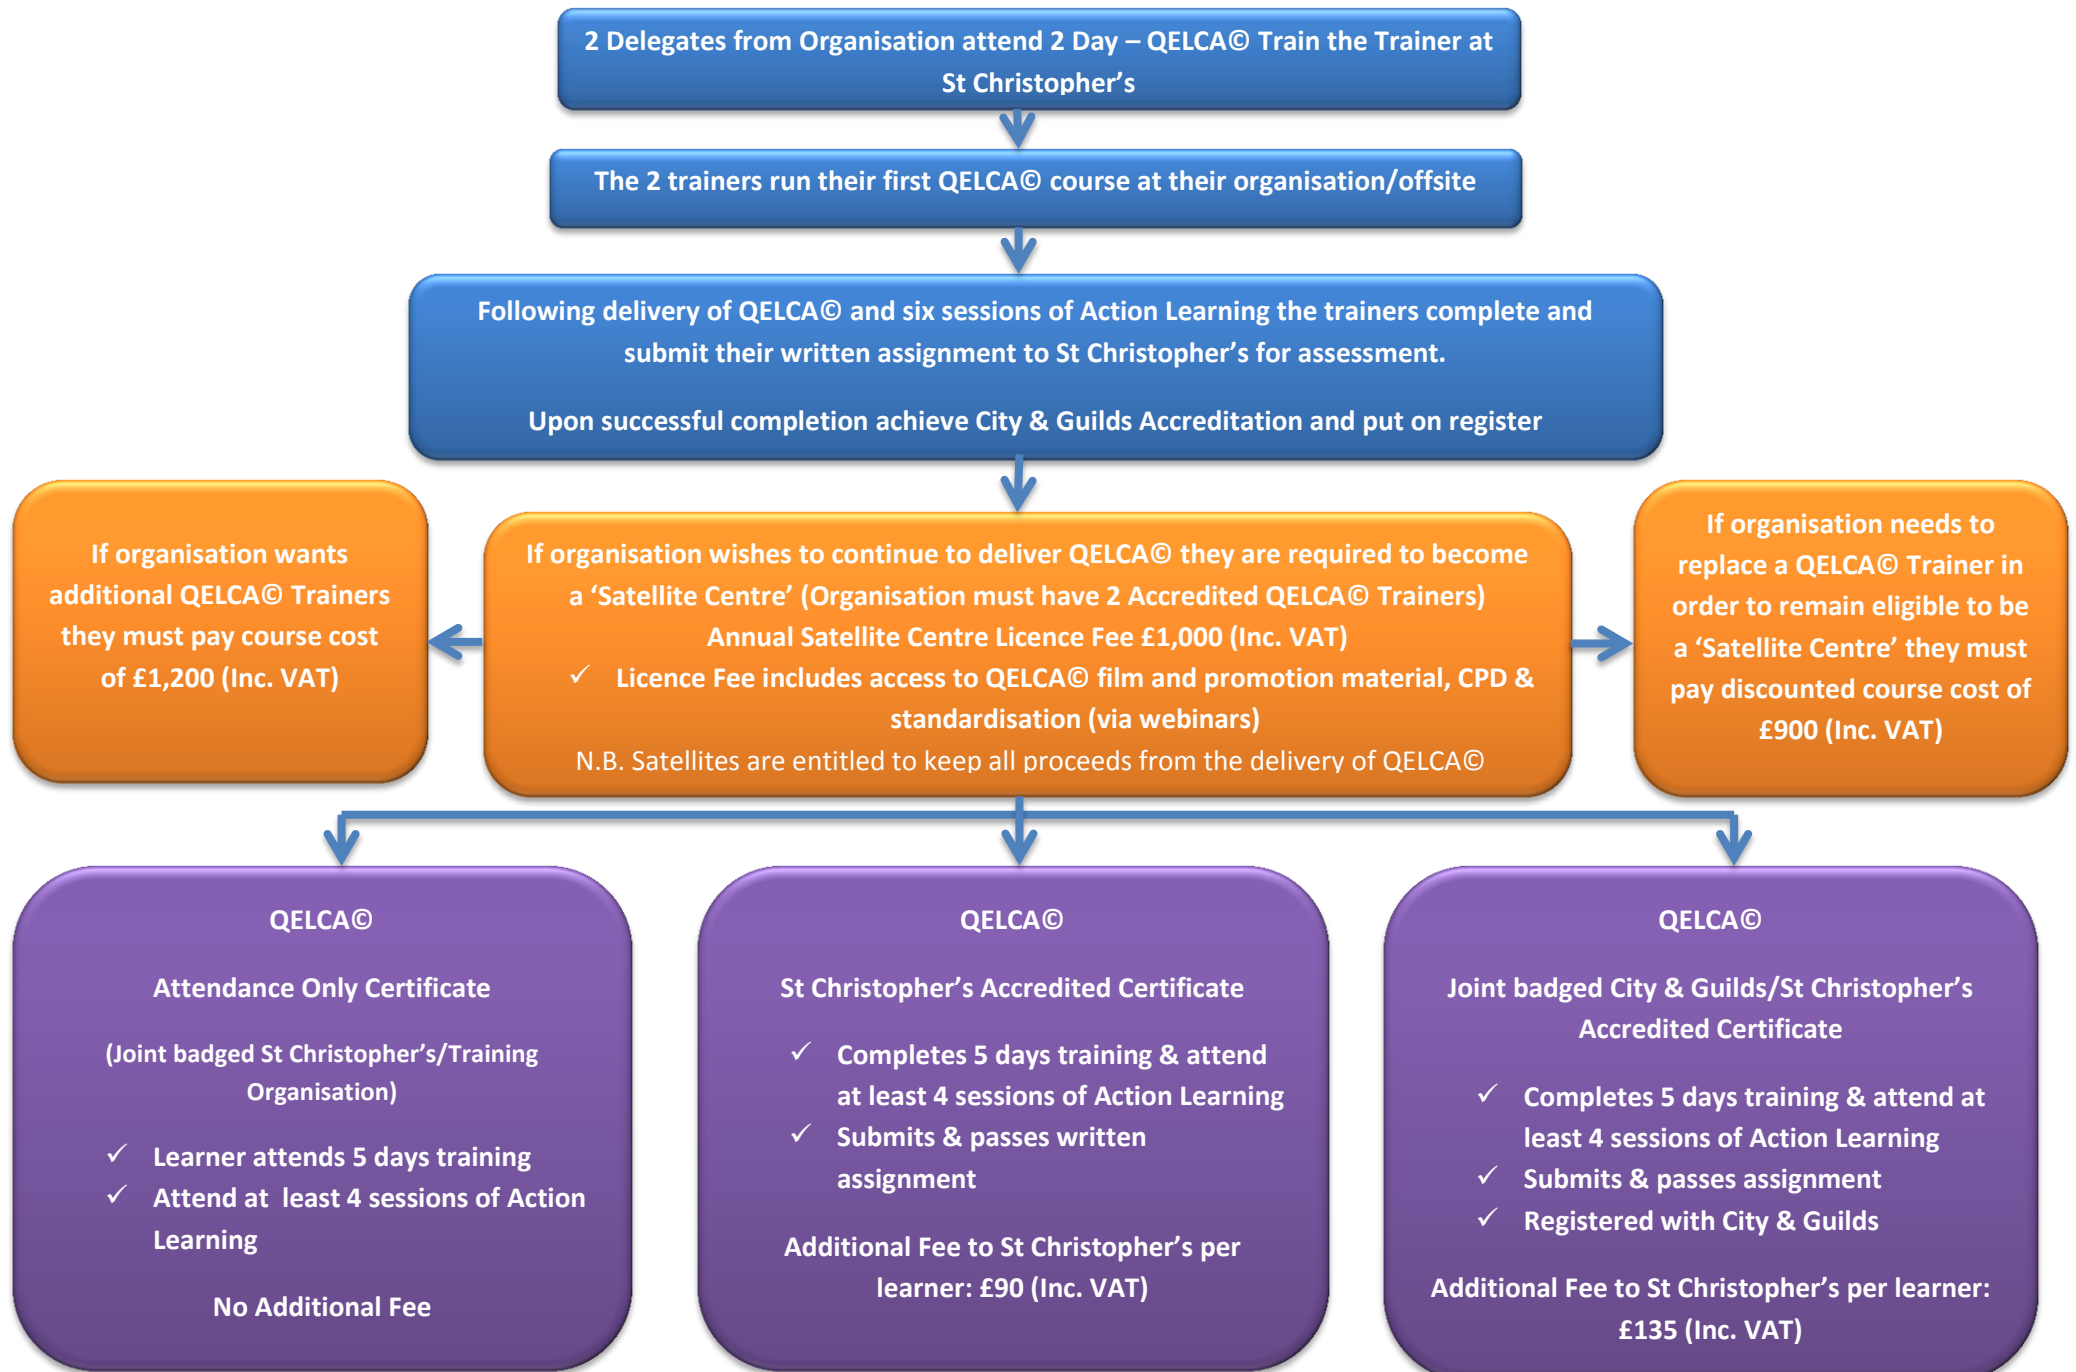 2 Delegates from Organisation attend 2 Day – QELCA© Train the Trainer at
St Christopher’s
The 2 trainers run their first QELCA© course at their organisation/offsite
Following delivery of QELCA© and six sessions of Action Learning the trainers complete and
submit their written assignment to St Christopher’s for assessment.
Upon successful completion achieve City & Guilds Accreditation and put on register
If organisation wants
additional QELCA© Trainers
they must pay course cost
of £1,200 (Inc. VAT)
If organisation wishes to continue to deliver QELCA© they are required to become
a ‘Satellite Centre’ (Organisation must have 2 Accredited QELCA© Trainers)
Annual Satellite Centre Licence Fee £1,000 (Inc. VAT)
✓ Licence Fee includes access to QELCA© film and promotion material, CPD &
standardisation (via webinars)
N.B. Satellites are entitled to keep all proceeds from the delivery of QELCA©
If organisation needs to
replace a QELCA© Trainer in
order to remain eligible to be
a ‘Satellite Centre’ they must
pay discounted course cost of
£900 (Inc. VAT)
QELCA©
Attendance Only Certificate
(Joint badged St Christopher’s/Training
Organisation)
✓ Learner attends 5 days training
✓ Attend at least 4 sessions of Action
Learning
No Additional Fee
QELCA©
St Christopher’s Accredited Certificate
✓ Completes 5 days training & attend
at least 4 sessions of Action Learning
✓ Submits & passes written
assignment
Additional Fee to St Christopher’s per
learner: £90 (Inc. VAT)
QELCA©
Joint badged City & Guilds/St Christopher’s
Accredited Certificate
✓ Completes 5 days training & attend at
least 4 sessions of Action Learning
✓ Submits & passes assignment
✓ Registered with City & Guilds
Additional Fee to St Christopher’s per learner:
£135 (Inc. VAT)